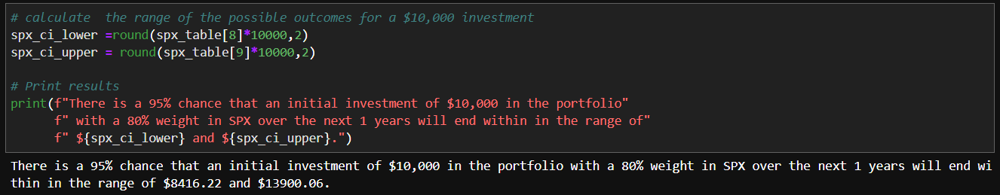 # calculate  the range of the possible outcomes for a $10,000 investment
spx_ci_lower =round(spx_table[8]*10000,2)
spx_ci_upper = round(spx_table[9]*10000,2)

# Print results
print(f"There is a 95% chance that an initial investment of $10,000 in the portfolio"
      f" with a 80% weight in SPX over the next 1 years will end within in the range of"
      f" ${spx_ci_lower} and ${spx_ci_upper}.")
There is a 95% chance that an initial investment of $10,000 in the portfolio with a 80% weight in SPX over the next 1 years will end wi
thin in the range of $8416.22 and $13900.06.